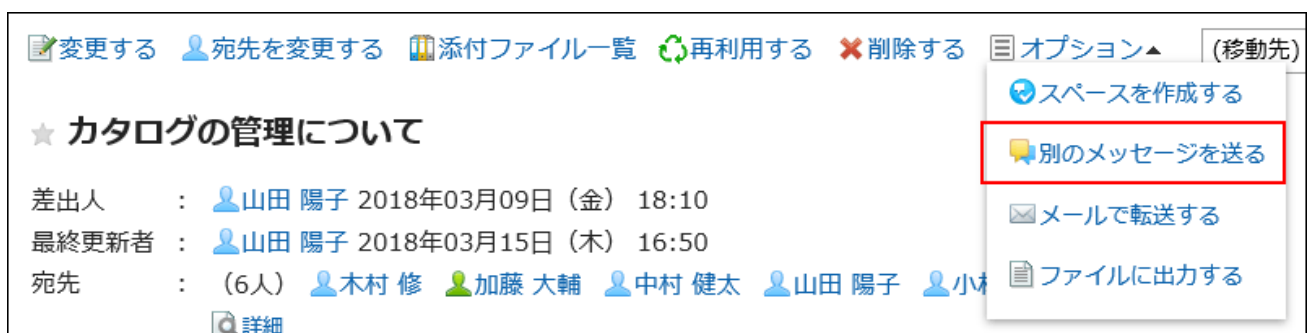 変更する 宛先を変更する 添付ファイル一覧 再利用する 削除する オプション▲ (移動先)
スペースを作成する
別のメッセージを送る
メールで転送する
ファイルに出力する
カタログの管理について
差出人 : 山田 陽子 2018年03月09日（金） 18:10
最終更新者 : 山田 陽子 2018年03月15日（木） 16:50
宛先 : （6人） 木村 修 加藤 大輔 中村 健太 山田 陽子 小
詳細